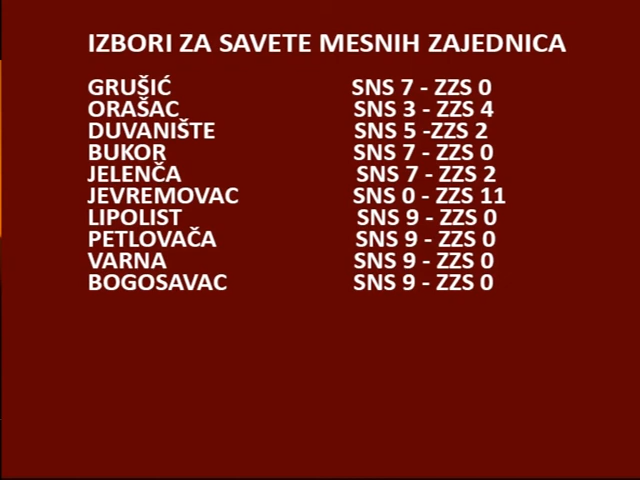 IZBORI ZA SAVETE MESNIH ZAJEDNICA
GRUŠIĆ SNS 7 - ZZS 0
ORAŠAC SNS 3 - ZZS 4
DUVANIŠTE SNS 5 -ZZS 2
BUKOR SNS 7 - ZZS 0
JELENČA SNS 7 - ZZS 2
JEVREMOVAC SNS 0 - ZZS 11
LIPOLIST SNS 9 - ZZS 0
PETLOVAČA SNS 9 - ZZS 0
VARNA SNS 9 - ZZS 0
BOGOSAVAC SNS 9 - ZZS 0